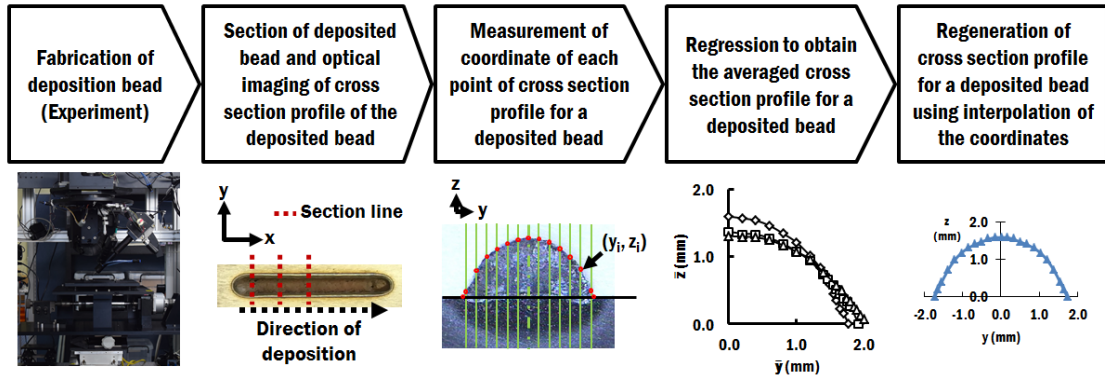 Fabrication of
deposition bead
(Experiment)
Section of deposited
bead and optical
imaging of cross
section profile of the
deposited bead
Measurement of
coordinate of each
point of cross section
profile for a
deposited bead
Regression to obtain
the averaged cross
section profile for a
deposited bead
Regeneration of
cross section profile
for a deposited bead
using interpolation of
the coordinates
y
x
Section line
Direction of
deposition
z
y
(yᵢ, zᵢ)
2.0
1.0
0.0
z̄ (mm)
0.0 1.0 2.0
ȳ (mm)
z
(mm)
2.0
1.0
0.0
-2.0 0.0 2.0
y (mm)